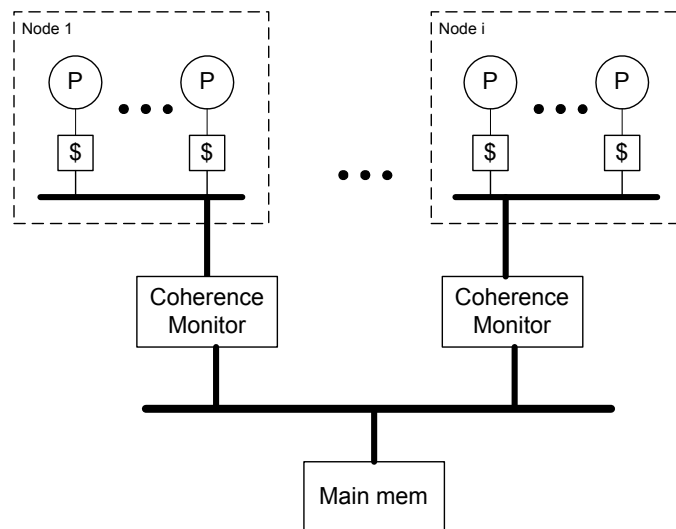 Node 1
Node i
P
P
P
P
$
$
$
$
Coherence
Monitor
Coherence
Monitor
Main mem